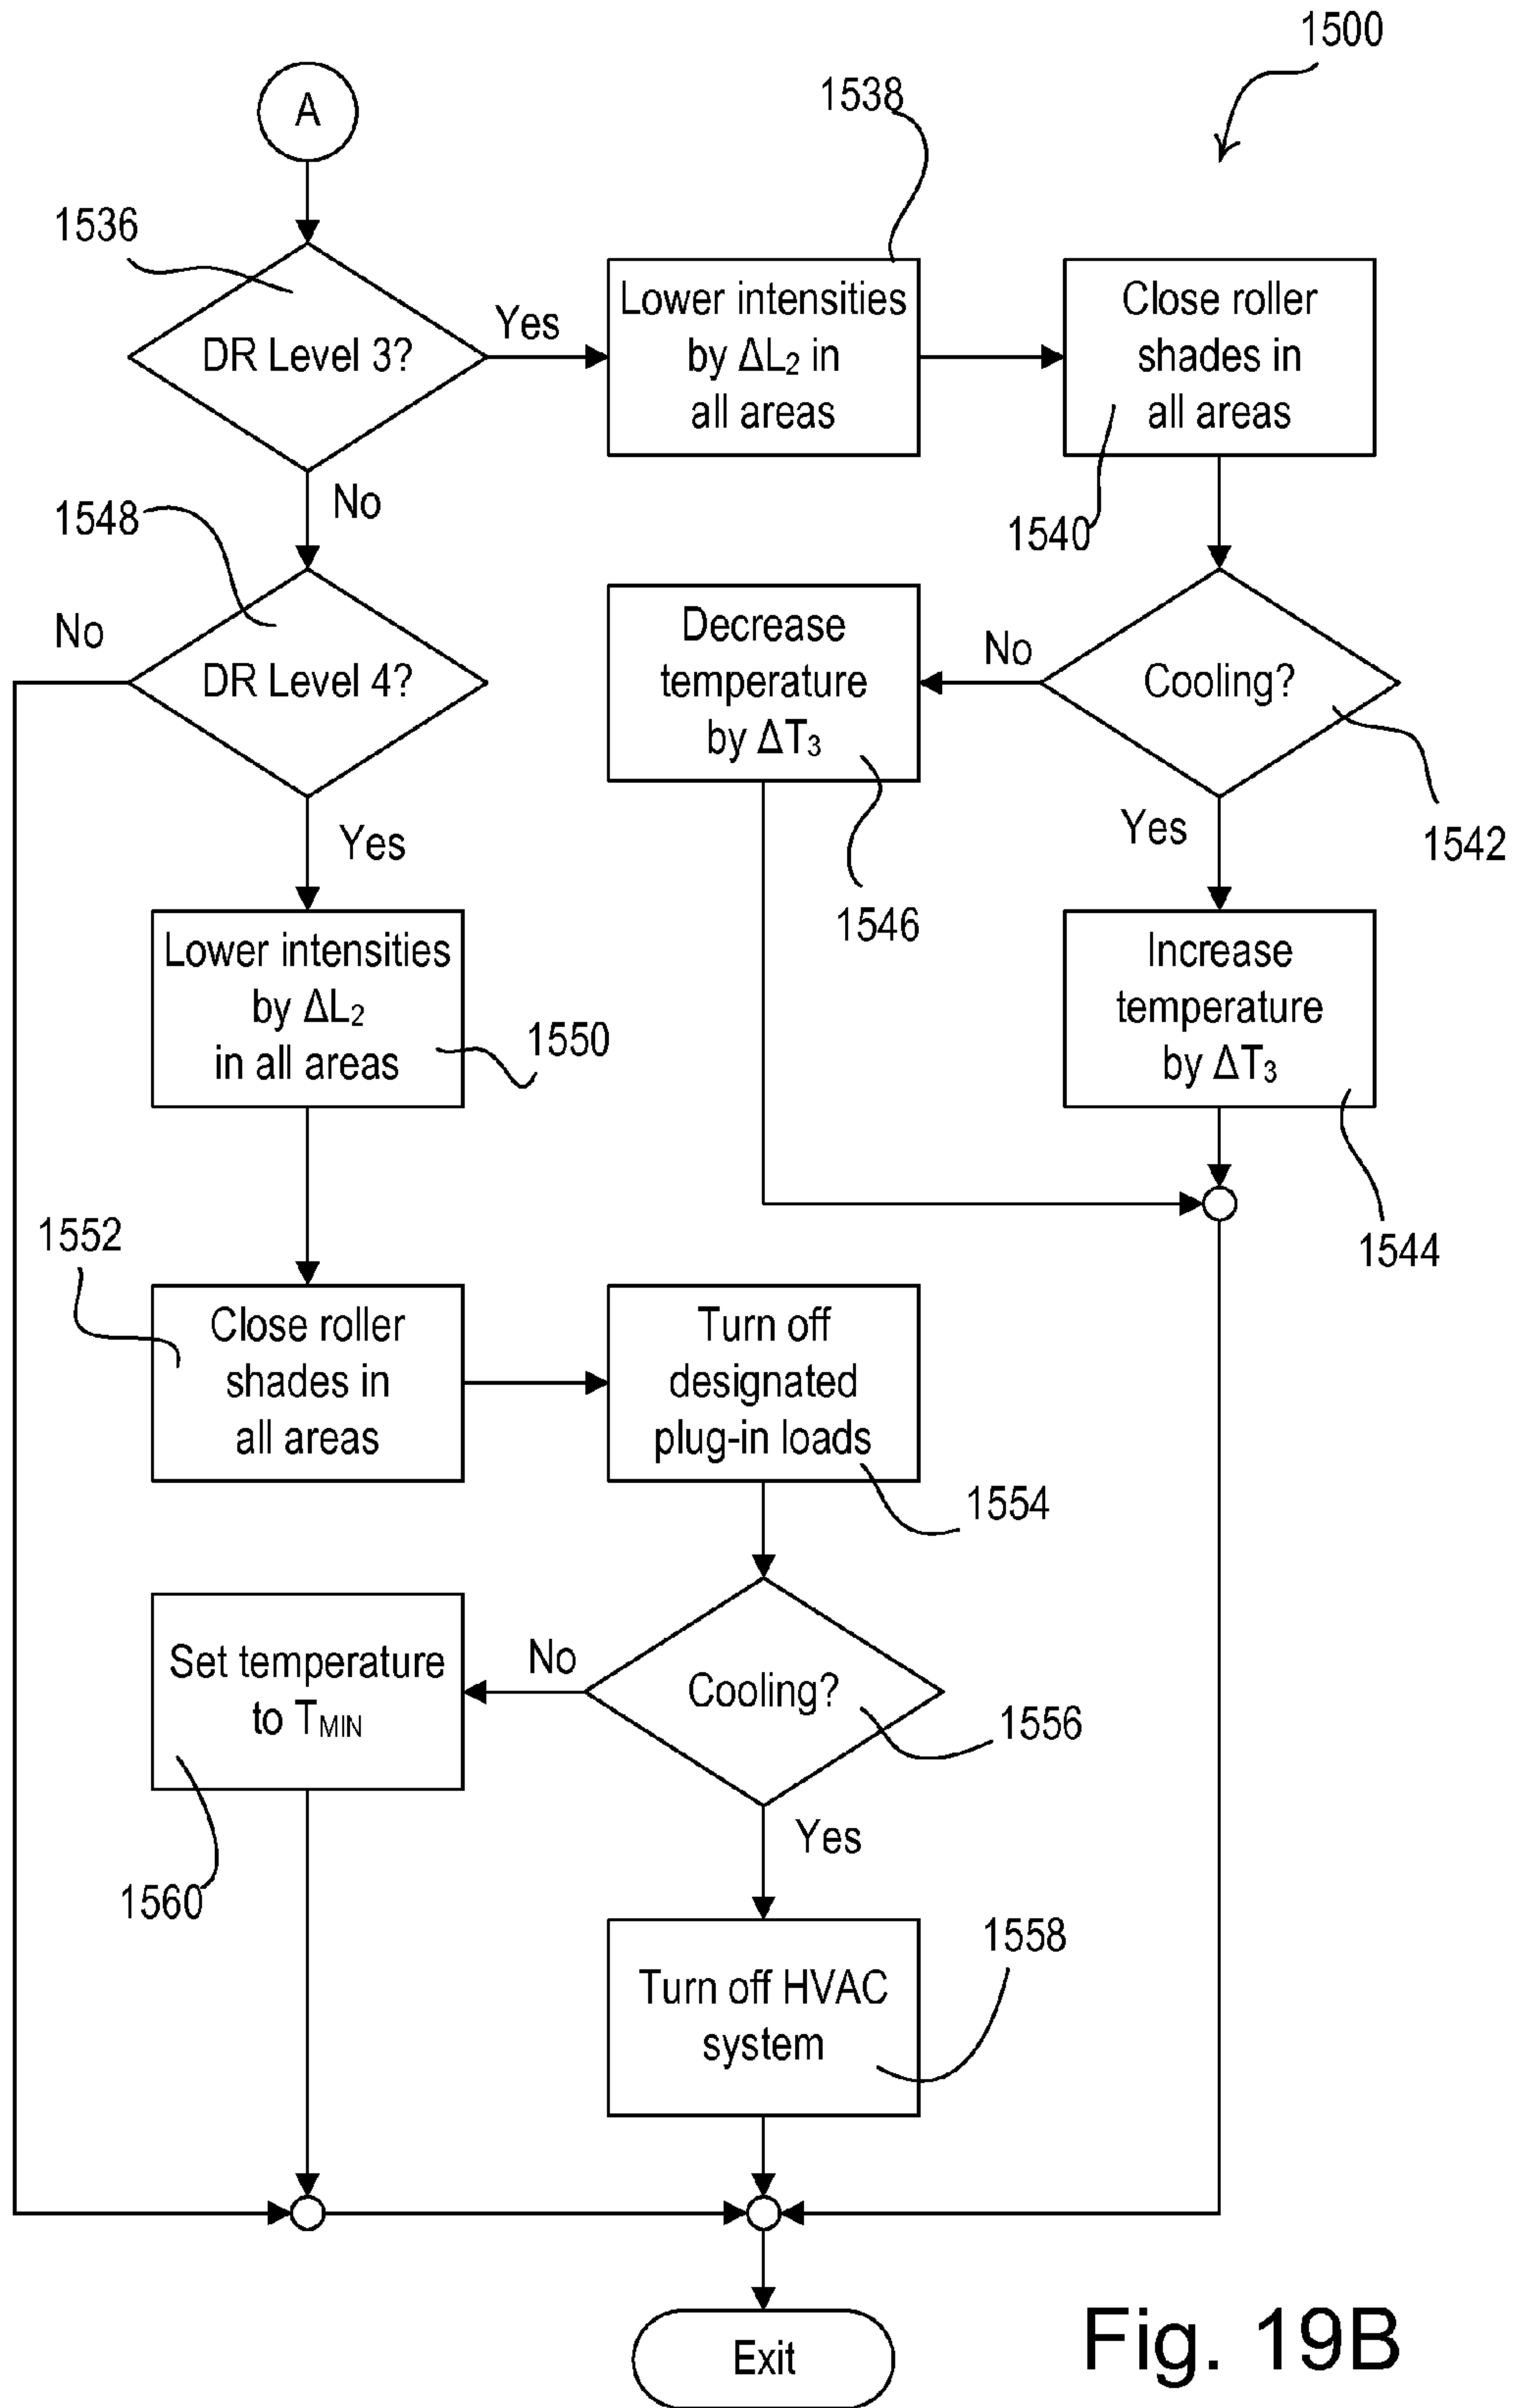 1500
A
1538
1536
DR Level 3?
Yes
Lower intensities
by ΔL₂ in
all areas
Close roller
shades in
all areas
1540
No
1548
No
DR Level 4?
Decrease
temperature
by ΔT₃
1546
No
Cooling?
1542
Yes
Yes
Lower intensities
by ΔL₂
in all areas
1550
Increase
temperature
by ΔT₃
1544
1552
Close roller
shades in
all areas
Turn off
designated
plug-in loads
1554
Set temperature
to TMIN
1560
No
Cooling?
1556
Yes
1558
Turn off HVAC
system
Exit
Fig. 19B